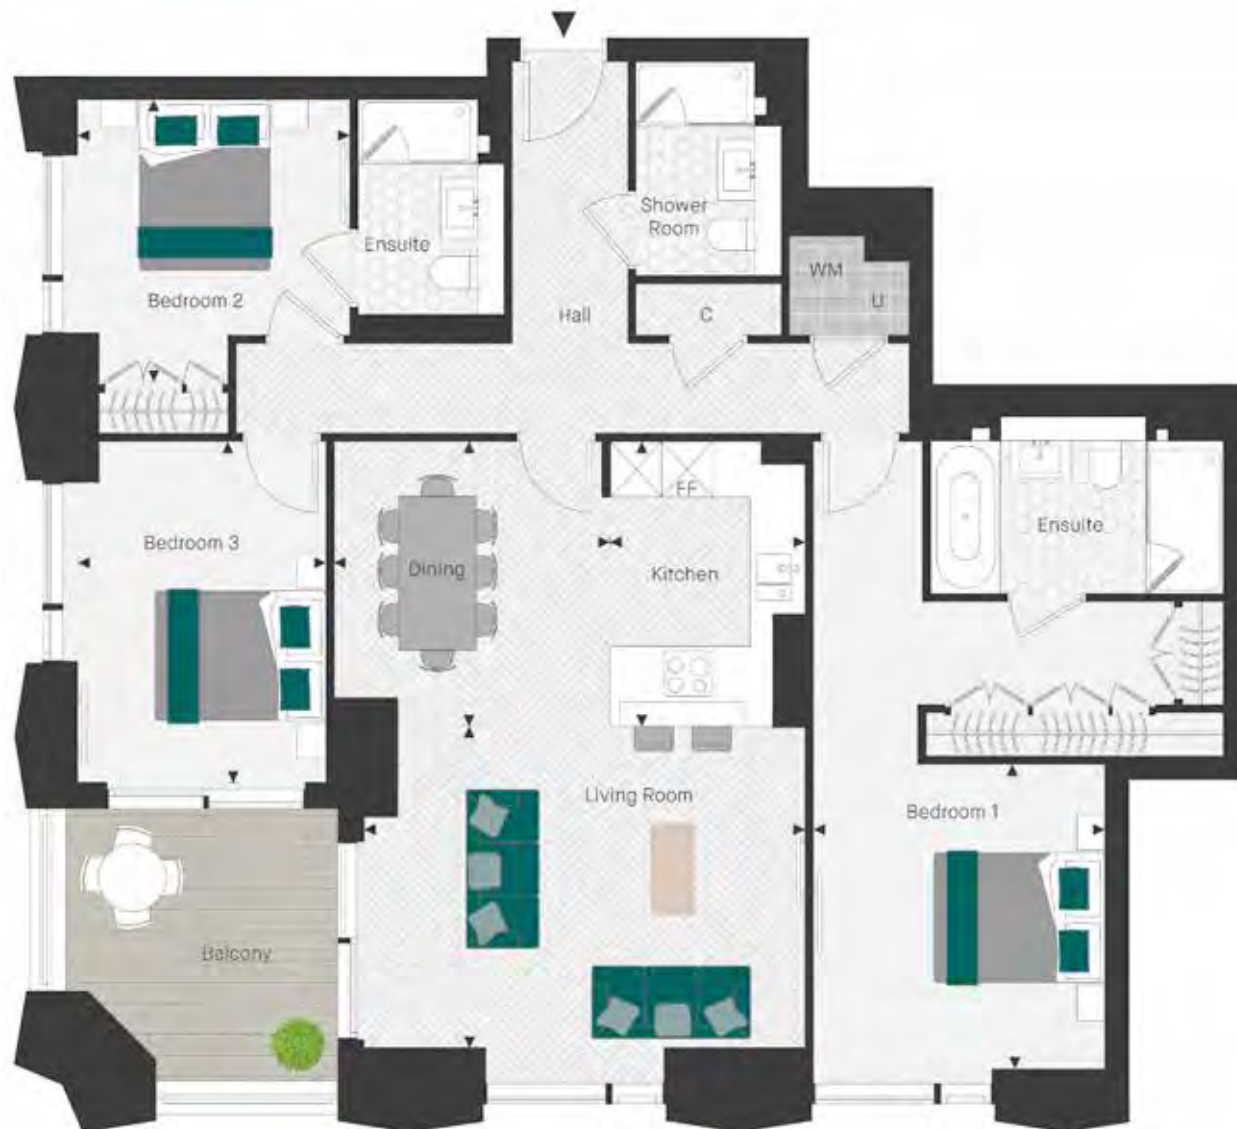 Shower
Room
Ensuite
WM
U
Bedroom 2
Hall
C
FF
Bedroom 3
Dining
Kitchen
Ensuite
Living Room
Bedroom 1
Balcony